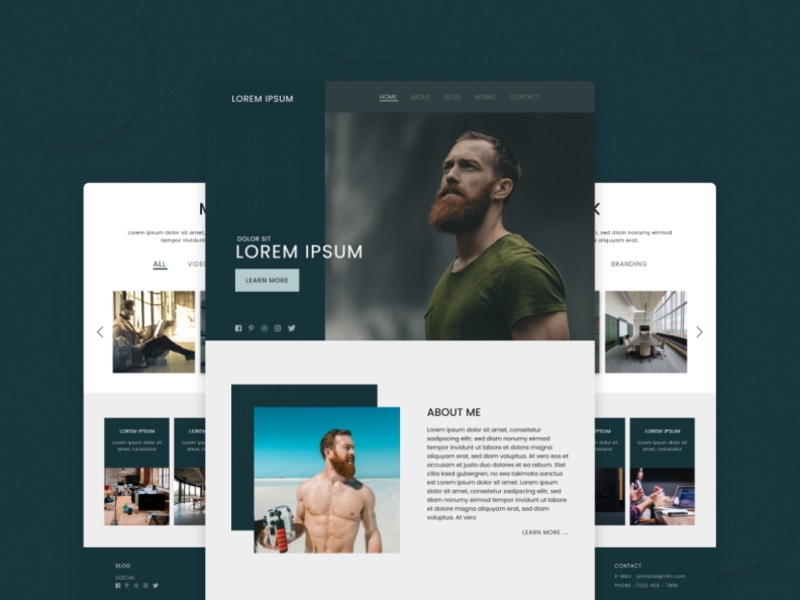 LOREM IPSUM
HOME ABOUT BLOG WORKS CONTACT
DOLOR SIT
LOREM IPSUM
LEARN MORE
ABOUT ME
Lorem ipsum dolor sit amet, consetetur
sadipscing elitr, sed diam nonumy eirmod
tempor invidunt ut labore et dolore magna
aliquyam erat, sed diam voluptua. At vero eos et
accusam et justo duo dolores et ea rebum. Stet
clita kasd gubergren, no sea takimata sanctus
est Lorem ipsum dolor sit amet. Lorem ipsum
dolor sit amet, consetetur sadipscing elitr, sed
diam nonumy eirmod tempor invidunt ut labore
et dolore magna aliquyam erat, sed diam
voluptua. At vero
LEARN MORE ...
Lorem ipsum dolor sit amet,
tempor invidunt
ALL
LOREM IPSUM
Lorem ipsum dolor sit
amet, consetetur
BLOG
SOCIAL
K
, sed diam nonumy eirmod
aliquyam erat,
BRANDING
LOREM IPSUM
Lorem ipsum dolor sit
amet, consetetur
CONTACT
E-MAIL : johndoe@info.com
PHONE : (123) 456 - 7890